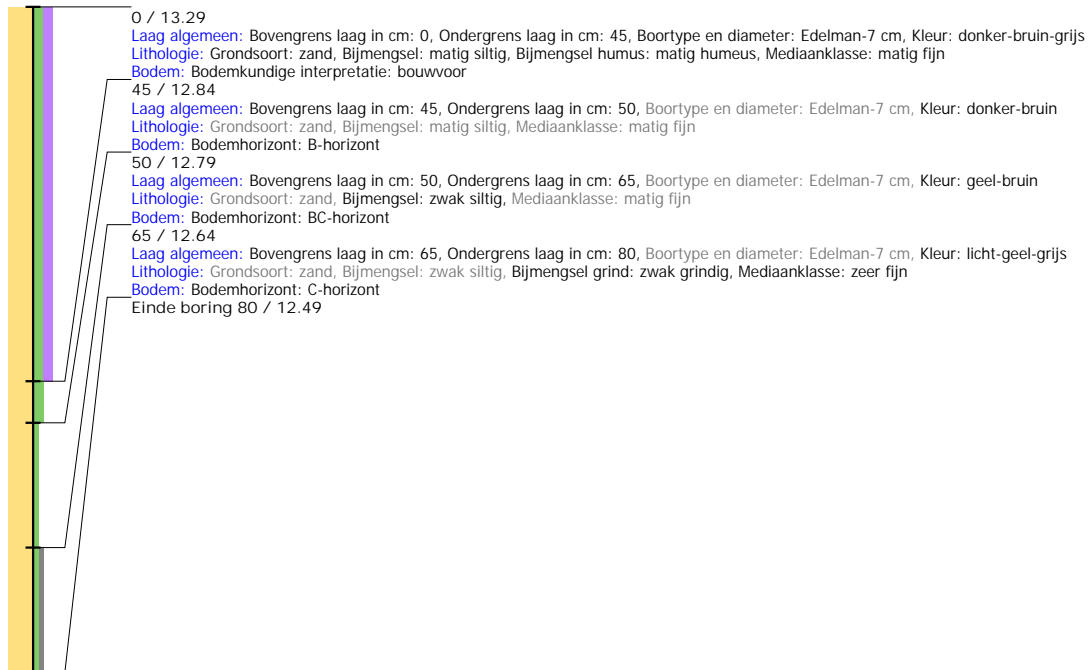 0 / 13.29
Laag algemeen: Bovengrens laag in cm: 0, Ondergrens laag in cm: 45, Boortype en diameter: Edelman-7 cm, Kleur: donker-bruin-grijs
Lithologie: Grondsoort: zand, Bijmengsel: matig siltig, Bijmengsel humus: matig humeus, Mediaanklasse: matig fijn
Bodem: Bodemkundige interpretatie: bouwvoor
45 / 12.84
Laag algemeen: Bovengrens laag in cm: 45, Ondergrens laag in cm: 50, Boortype en diameter: Edelman-7 cm, Kleur: donker-bruin
Lithologie: Grondsoort: zand, Bijmengsel: matig siltig, Mediaanklasse: matig fijn
Bodem: Bodemhorizont: B-horizont
50 / 12.79
Laag algemeen: Bovengrens laag in cm: 50, Ondergrens laag in cm: 65, Boortype en diameter: Edelman-7 cm, Kleur: geel-bruin
Lithologie: Grondsoort: zand, Bijmengsel: zwak siltig, Mediaanklasse: matig fijn
Bodem: Bodemhorizont: BC-horizont
65 / 12.64
Laag algemeen: Bovengrens laag in cm: 65, Ondergrens laag in cm: 80, Boortype en diameter: Edelman-7 cm, Kleur: licht-geel-grijs
Lithologie: Grondsoort: zand, Bijmengsel: zwak siltig, Bijmengsel grind: zwak grindig, Mediaanklasse: zeer fijn
Bodem: Bodemhorizont: C-horizont
Einde boring 80 / 12.49